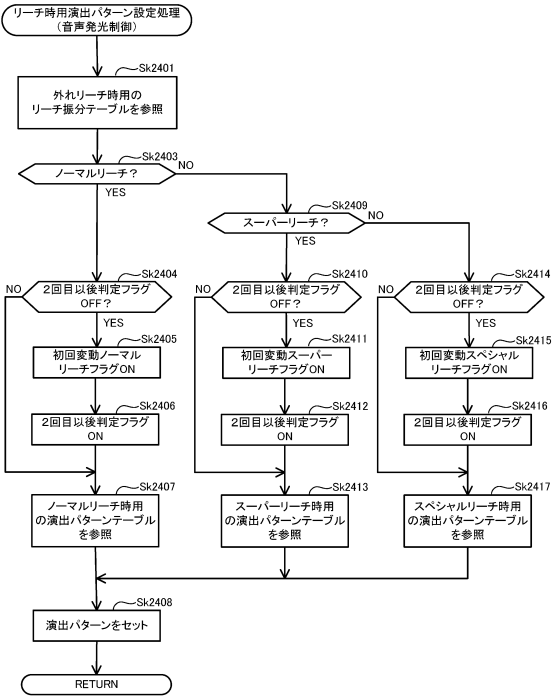 リーチ時用演出パターン設定処理
(音声発光制御)
Sk2401
外れリーチ時用の
リーチ振分テーブルを参照
Sk2403
ノーマルリーチ?
NO
YES
Sk2409
スーパーリーチ?
NO
YES
Sk2404
2回目以後判定フラグ
OFF?
NO
YES
Sk2410
2回目以後判定フラグ
OFF?
NO
YES
Sk2414
2回目以後判定フラグ
OFF?
NO
YES
Sk2405
初回変動ノーマル
リーチフラグON
Sk2411
初回変動スーパー
リーチフラグON
Sk2415
初回変動スペシャル
リーチフラグON
Sk2406
2回目以後判定フラグ
ON
Sk2412
2回目以後判定フラグ
ON
Sk2416
2回目以後判定フラグ
ON
Sk2407
ノーマルリーチ時用
の演出パターンテーブル
を参照
Sk2413
スーパーリーチ時用
の演出パターンテーブル
を参照
Sk2417
スペシャルリーチ時用
の演出パターンテーブル
を参照
Sk2408
演出パターンをセット
RETURN